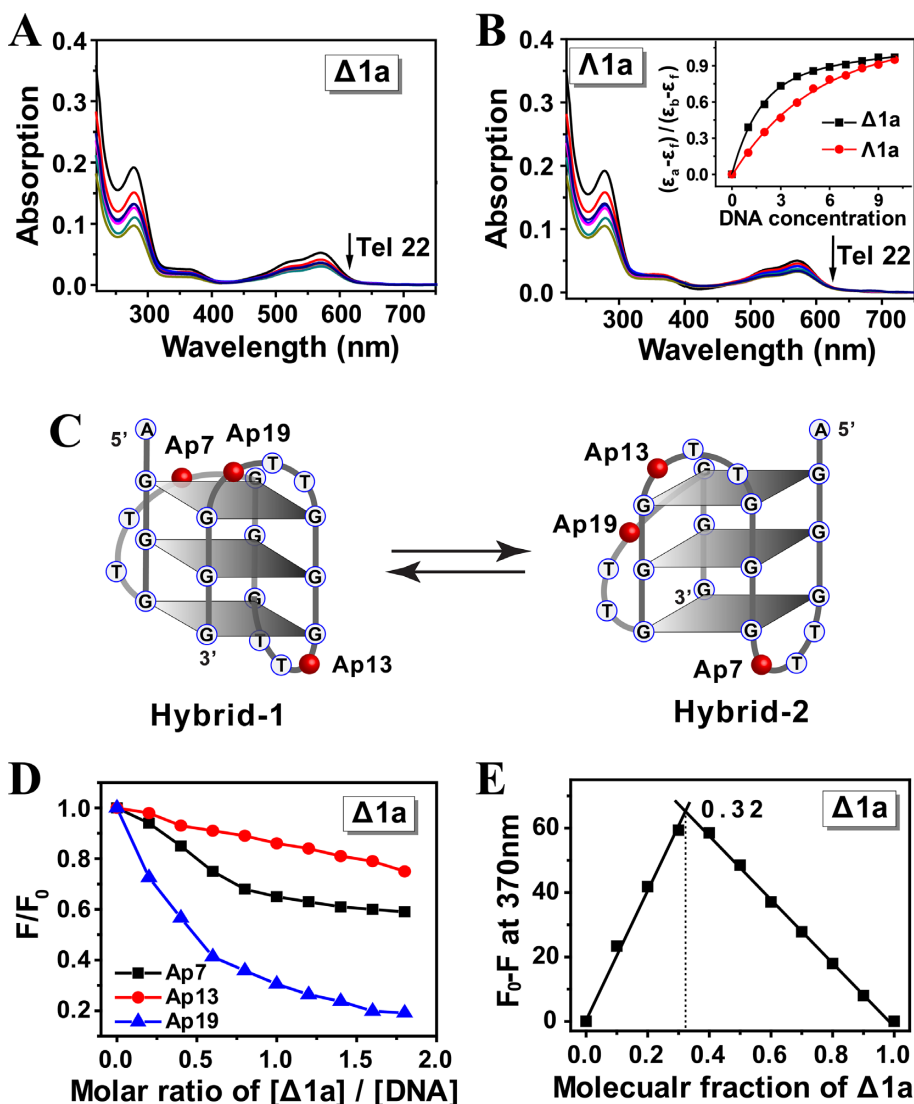 A
Δ1a
Absorption
0.4
0.3
0.2
0.1
0.0
Tel 22
300 400 500 600 700
Wavelength (nm)
B
Λ1a
Absorption
0.4
0.3
0.2
0.1
0.0
Tel 22
300 400 500 600 700
Wavelength (nm)
(εa-εf) / (εb-εf)
0.9
0.6
0.3
0.0
Δ1a
Λ1a
0 3 6 9
DNA concentration
C
5’ A Ap7 Ap19
T T
G G
T G G
G G
T G G
G G G
G T
3’ T T Ap13
Hybrid-1
Ap13 A 5’
G T T
G G G
Ap19
G G G
T G G
3’ G
T G G
G T
Ap7 T
Hybrid-2
D
Δ1a
F/F0
1.0
0.8
0.6
0.4
0.2
Ap7
Ap13
Ap19
0.0 0.5 1.0 1.5 2.0
Molar ratio of [Δ1a] / [DNA]
E
Δ1a
0.32
F0-F at 370nm
60
40
20
0
0.0 0.2 0.4 0.6 0.8 1.0
Molecualr fraction of Δ1a